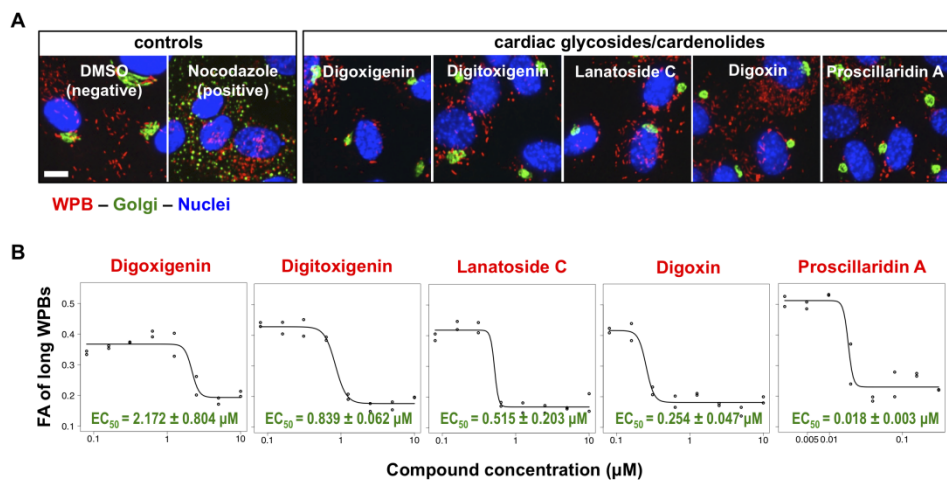 A
controls
cardiac glycosides/cardenolides
DMSO
(negative)
Nocodazole
(positive)
Digoxigenin
Digitoxigenin
Lanatoside C
Digoxin
Proscillaridin A
WPB – Golgi – Nuclei
B
Digoxigenin
Digitoxigenin
Lanatoside C
Digoxin
Proscillaridin A
FA of long WPBs
0.5
0.4
0.3
0.2
0.1
EC50 = 2.172 ± 0.804 µM
EC50 = 0.839 ± 0.062 µM
EC50 = 0.515 ± 0.203 µM
EC50 = 0.254 ± 0.047 µM
EC50 = 0.018 ± 0.003 µM
0.1 1 10
0.1 1 10
0.1 1 10
0.1 1 10
0.005 0.01 0.1
Compound concentration (µM)